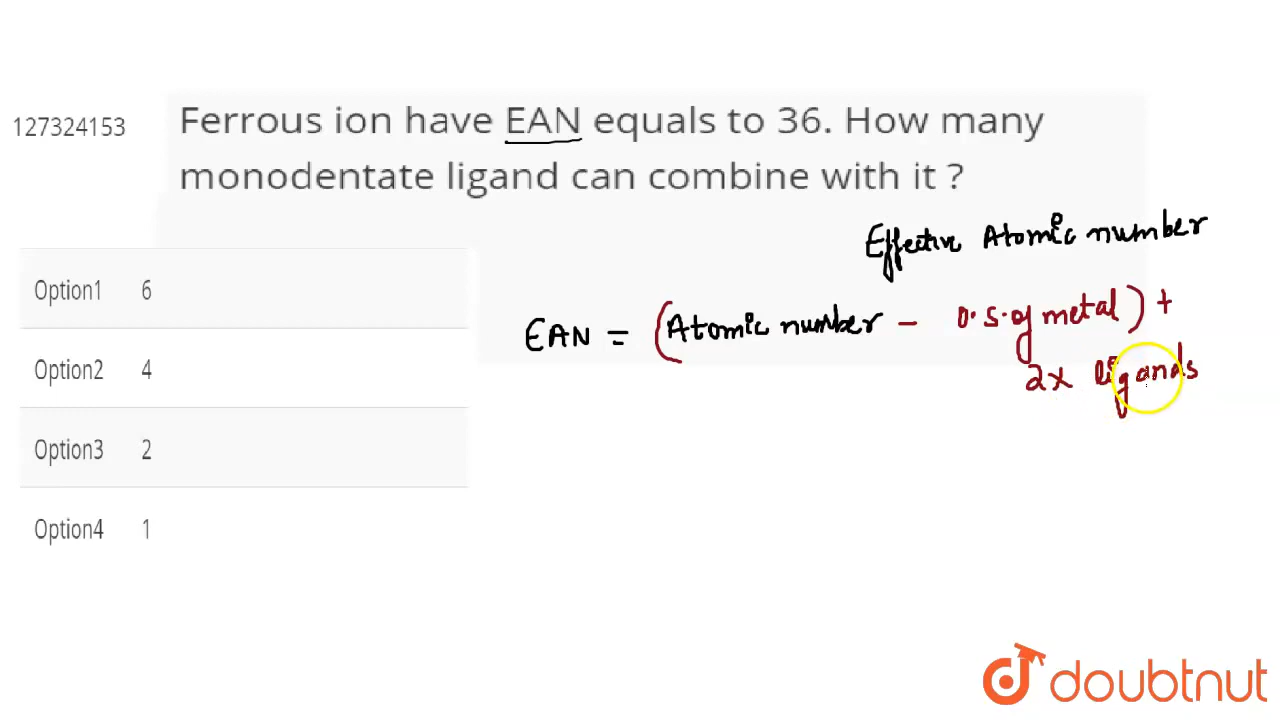 127324153
Ferrous ion have EAN equals to 36. How many
monodentate ligand can combine with it ?
Effective Atomic number
EAN = (Atomic number - O.S. of metal) +
2x ligands
Option1 6
Option2 4
Option3 2
Option4 1
doubtnut